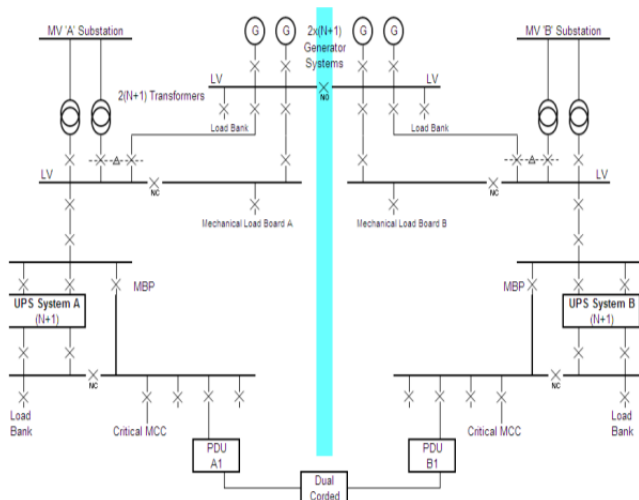 MV 'A' Substation
G
G
2x(N+1)
Generator
Systems
G
G
MV 'B' Substation
LV
LV
NO
2(N+1) Transformers
Load Bank
Load Bank
LV
LV
NC
NC
Mechanical Load Board A
Mechanical Load Board B
MBP
MBP
UPS System A
(N+1)
UPS System B
(N+1)
NC
NC
Load
Bank
Critical MCC
Critical MCC
Load
Bank
PDU
A1
PDU
B1
Dual
Corded